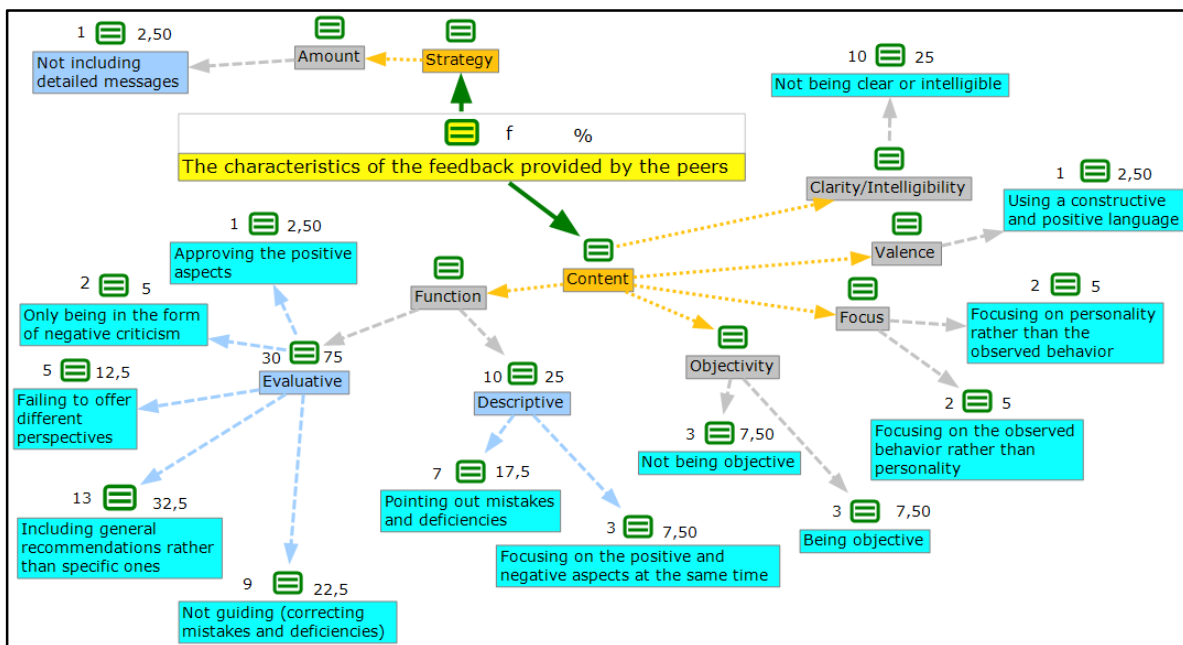 1 2,50
Not including
detailed messages
Amount
Strategy
f %
The characteristics of the feedback provided by the peers
10 25
Not being clear or intelligible
Clarity/Intelligibility
1 2,50
Using a constructive
and positive language
Valence
Content
Function
Focus
2 5
Focusing on personality
rather than the
observed behavior
2 5
Focusing on the observed
behavior rather than
personality
Objectivity
3 7,50
Not being objective
3 7,50
Being objective
1 2,50
Approving the positive
aspects
2 5
Only being in the form
of negative criticism
30 75
Evaluative
5 12,5
Failing to offer
different
perspectives
13 32,5
Including general
recommendations rather
than specific ones
9 22,5
Not guiding (correcting
mistakes and deficiencies)
10 25
Descriptive
7 17,5
Pointing out mistakes
and deficiencies
3 7,50
Focusing on the positive and
negative aspects at the same time